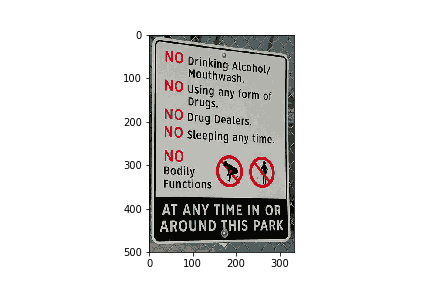 NO Drinking Alcohol/
Mouthwash.
NO Using any form of
Drugs.
NO Drug Dealers.
NO Sleeping any time.
NO
Bodily
Functions
AT ANY TIME IN OR
AROUND THIS PARK
0
100
200
300
400
500
0 100 200 300